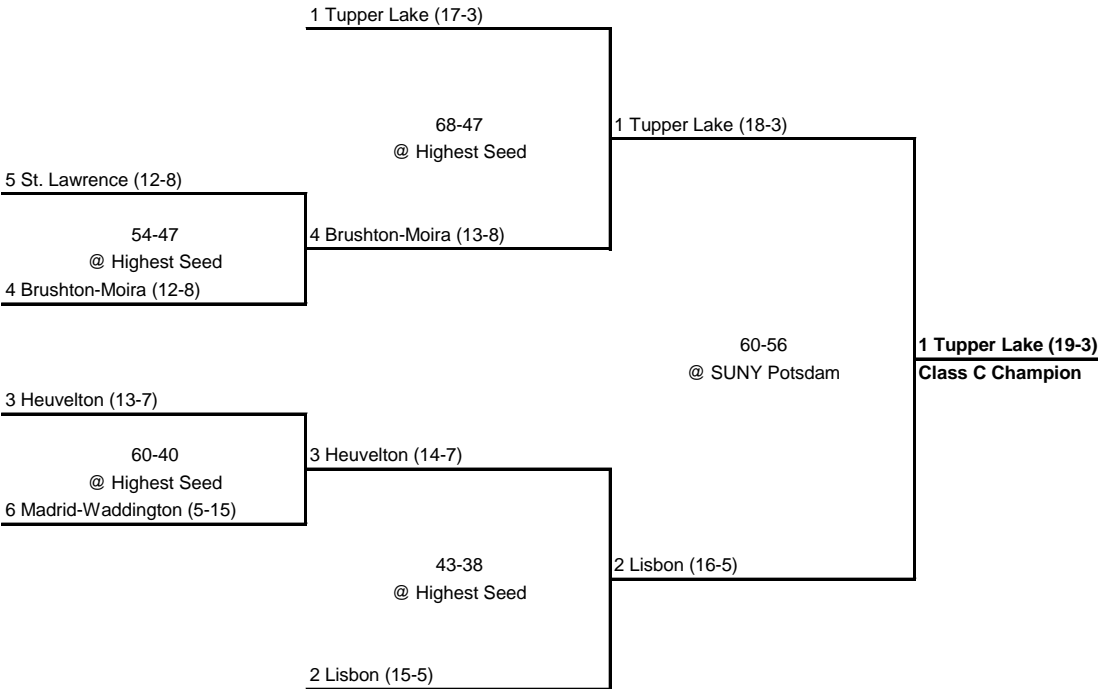 1 Tupper Lake (17-3)
68-47
@ Highest Seed
1 Tupper Lake (18-3)
5 St. Lawrence (12-8)
54-47
@ Highest Seed
4 Brushton-Moira (13-8)
4 Brushton-Moira (12-8)
60-56
@ SUNY Potsdam
1 Tupper Lake (19-3)
Class C Champion
3 Heuvelton (13-7)
60-40
@ Highest Seed
3 Heuvelton (14-7)
6 Madrid-Waddington (5-15)
43-38
@ Highest Seed
2 Lisbon (16-5)
2 Lisbon (15-5)